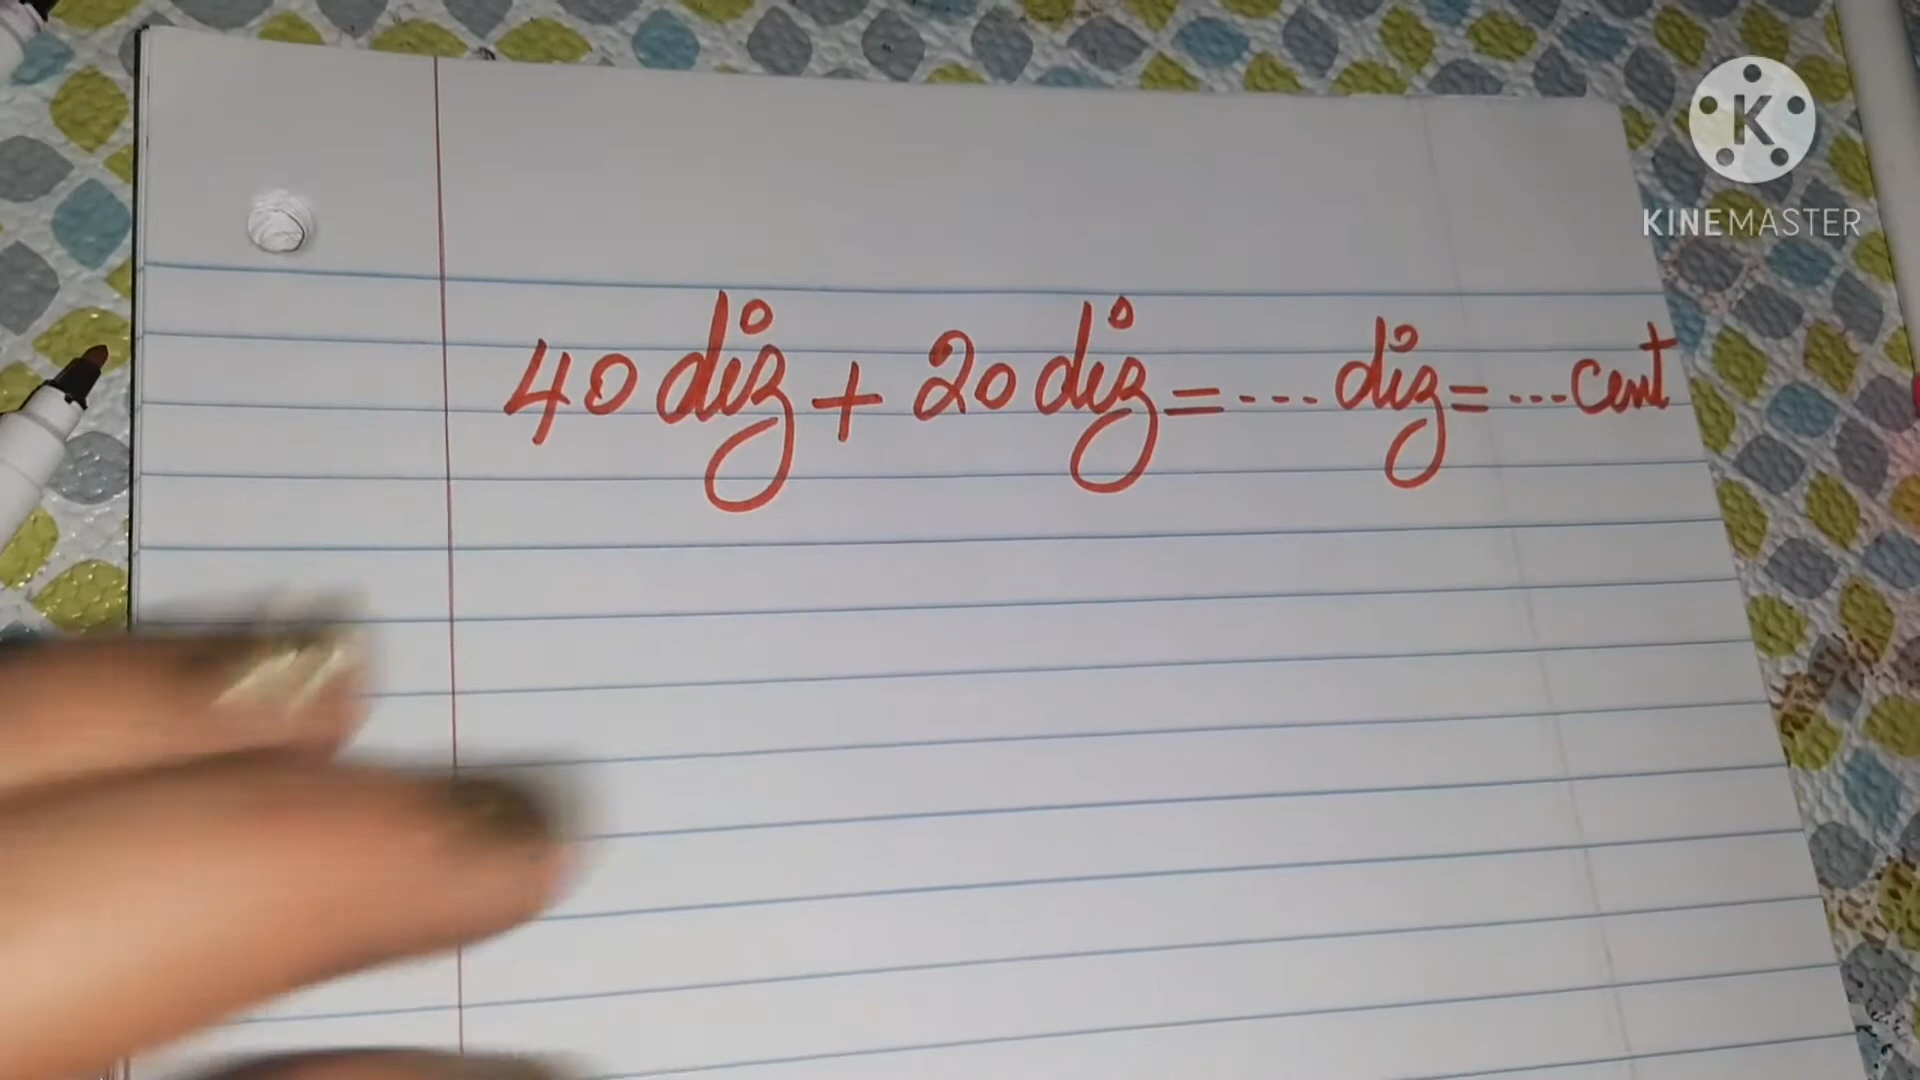 K
KINEMASTER
40 diz + 20 diz = ... diz = ... cent